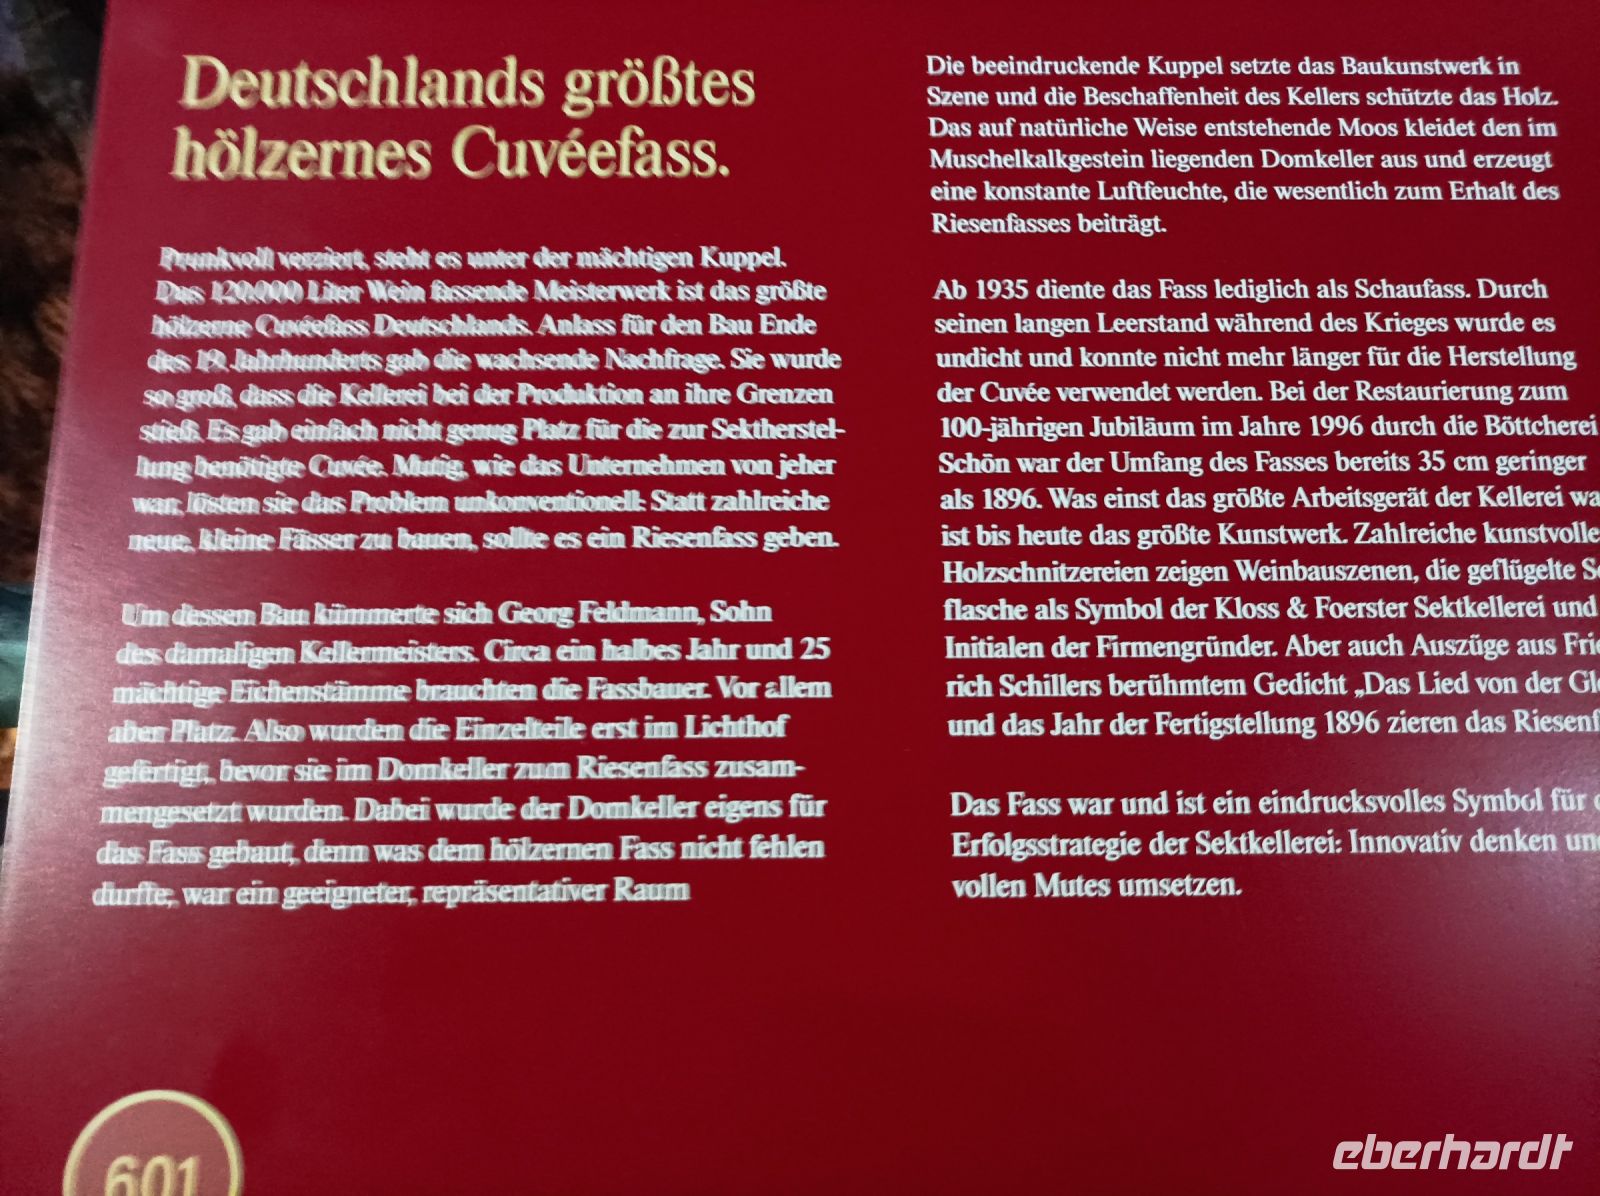 Deutschlands größtes
hölzernes Cuvéefass.
Prunkvoll verziert, steht es unter der mächtigen Kuppel.
Das 120.000 Liter Wein fassende Meisterwerk ist das größte
hölzerne Cuvéefass Deutschlands. Anlass für den Bau Ende
des 19. Jahrhunderts gab die wachsende Nachfrage. Sie wurde
so groß, dass die Kellerei bei der Produktion an ihre Grenzen
stieß. Es gab einfach nicht genug Platz für die zur Sektherstel-
lung benötigte Cuvée. Mutig, wie das Unternehmen von jeher
war, lösten sie das Problem unkonventionell: Statt zahlreiche
neue, kleine Fässer zu bauen, sollte es ein Riesenfass geben.
Um dessen Bau kümmerte sich Georg Feldmann, Sohn
des damaligen Kellermeisters. Circa ein halbes Jahr und 25
mächtige Eichenstämme brauchten die Fassbauer. Vor allem
aber Platz. Also wurden die Einzelteile erst im Lichthof
gefertigt, bevor sie im Domkeller zum Riesenfass zusam-
mengesetzt wurden. Dabei wurde der Domkeller eigens für
das Fass gebaut, denn was dem hölzernen Fass nicht fehlen
durfte, war ein geeigneter, repräsentativer Raum
Die beeindruckende Kuppel setzte das Baukunstwerk in
Szene und die Beschaffenheit des Kellers schützte das Holz.
Das auf natürliche Weise entstehende Moos kleidet den im
Muschelkalkgestein liegenden Domkeller aus und erzeugt
eine konstante Luftfeuchte, die wesentlich zum Erhalt des
Riesenfasses beiträgt.
Ab 1935 diente das Fass lediglich als Schaufass. Durch
seinen langen Leerstand während des Krieges wurde es
undicht und konnte nicht mehr länger für die Herstellung
der Cuvée verwendet werden. Bei der Restaurierung zum
100-jährigen Jubiläum im Jahre 1996 durch die Böttcherei
Schön war der Umfang des Fasses bereits 35 cm geringer
als 1896. Was einst das größte Arbeitsgerät der Kellerei wa
ist bis heute das größte Kunstwerk. Zahlreiche kunstvolle
Holzschnitzereien zeigen Weinbauszenen, die geflügelte S
flasche als Symbol der Kloss & Foerster Sektkellerei und
Initialen der Firmengründer. Aber auch Auszüge aus Frie
rich Schillers berühmtem Gedicht „Das Lied von der Glo
und das Jahr der Fertigstellung 1896 zieren das Riesenf
Das Fass war und ist ein eindrucksvolles Symbol für
Erfolgsstrategie der Sektkellerei: Innovativ denken un
vollen Mutes umsetzen.
601
eberhardt